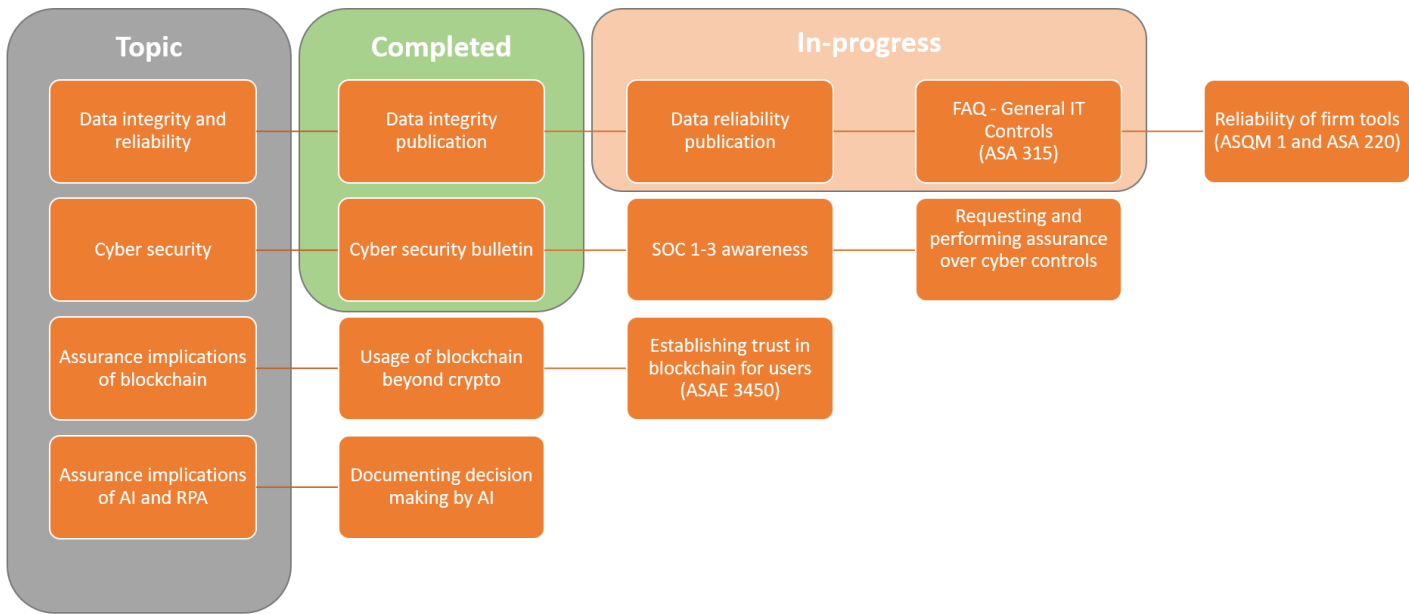 Topic
Completed
In-progress
Data integrity and
reliability
Data integrity
publication
Data reliability
publication
FAQ - General IT
Controls
(ASA 315)
Reliability of firm tools
(ASQM 1 and ASA 220)
Cyber security
Cyber security bulletin
SOC 1-3 awareness
Requesting and
performing assurance
over cyber controls
Assurance implications
of blockchain
Usage of blockchain
beyond crypto
Establishing trust in
blockchain for users
(ASAE 3450)
Assurance implications
of AI and RPA
Documenting decision
making by AI